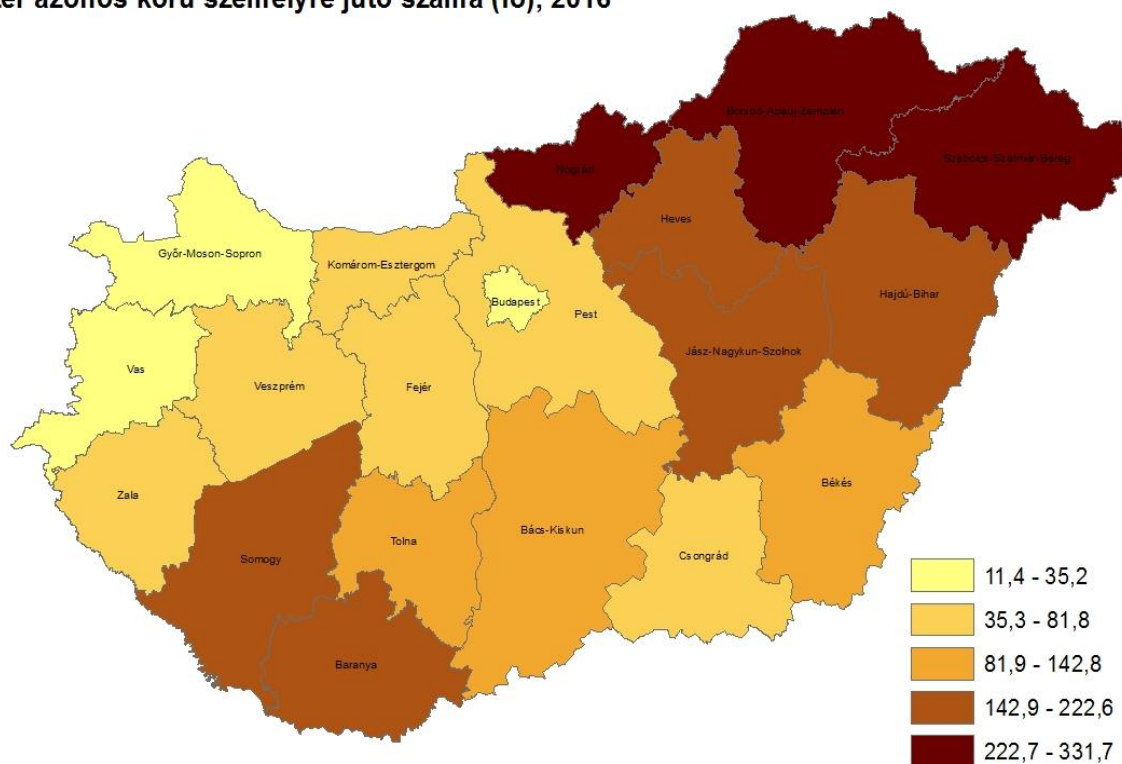 azonos korú személyre jutó száma (fő), 2016
Borsod-Abaúj-Zemplén
Szabolcs-Szatmár-Bereg
Nógrád
Heves
Győr-Moson-Sopron
Komárom-Esztergom
Hajdú-Bihar
Budapest
Pest
Jász-Nagykun-Szolnok
Vas
Veszprém
Fejér
Békés
Zala
Bács-Kiskun
Tolna
Csongrád
Somogy
Baranya
11,4 - 35,2
35,3 - 81,8
81,9 - 142,8
142,9 - 222,6
222,7 - 331,7